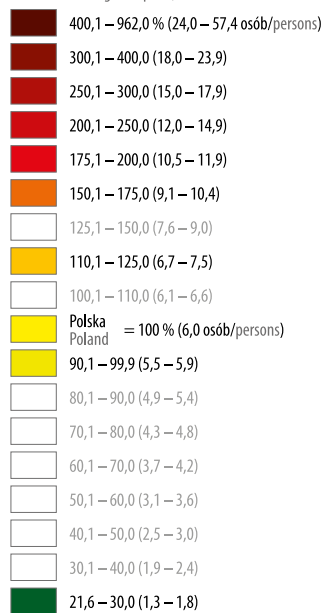 400,1 – 962,0 % (24,0 – 57,4 osób/persons)
300,1 – 400,0 (18,0 – 23,9)
250,1 – 300,0 (15,0 – 17,9)
200,1 – 250,0 (12,0 – 14,9)
175,1 – 200,0 (10,5 – 11,9)
150,1 – 175,0 (9,1 – 10,4)
125,1 – 150,0 (7,6 – 9,0)
110,1 – 125,0 (6,7 – 7,5)
100,1 – 110,0 (6,1 – 6,6)
Polska
Poland = 100 % (6,0 osób/persons)
90,1 – 99,9 (5,5 – 5,9)
80,1 – 90,0 (4,9 – 5,4)
70,1 – 80,0 (4,3 – 4,8)
60,1 – 70,0 (3,7 – 4,2)
50,1 – 60,0 (3,1 – 3,6)
40,1 – 50,0 (2,5 – 3,0)
30,1 – 40,0 (1,9 – 2,4)
21,6 – 30,0 (1,3 – 1,8)